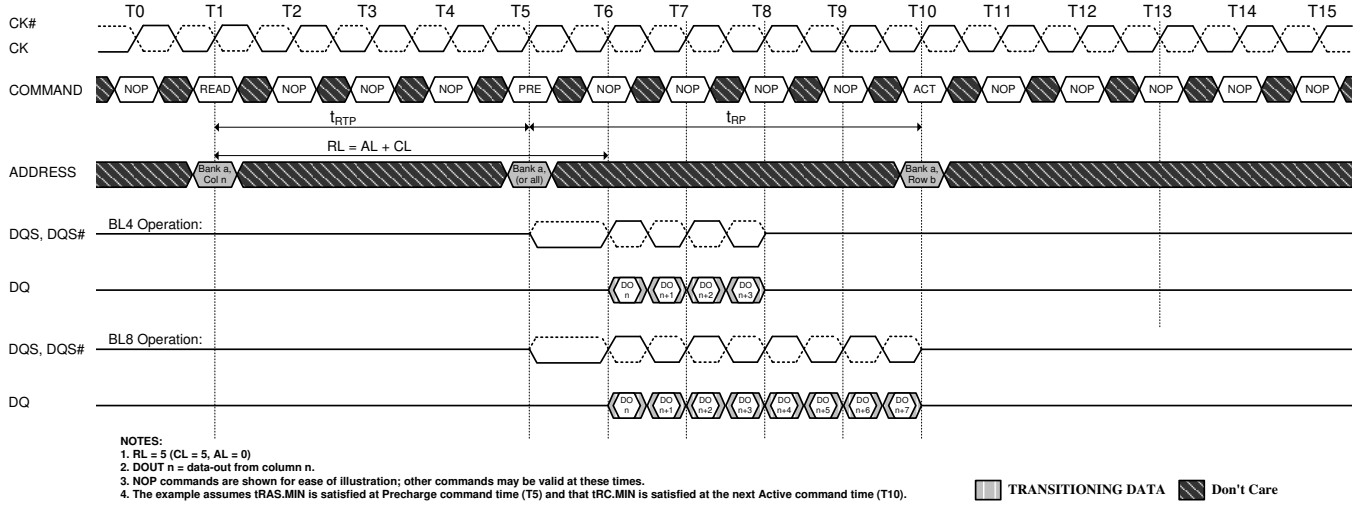 T0 T1 T2 T3 T4 T5 T6 T7 T8 T9 T10 T11 T12 T13 T14 T15
CK#
CK
COMMAND NOP READ NOP NOP NOP PRE NOP NOP NOP NOP ACT NOP NOP NOP NOP NOP
tRTP tRP
RL = AL + CL
ADDRESS
Bank a, Col n
Bank a, (or all)
Bank a, Row b
BL4 Operation:
DQS, DQS#
DQ
DO n
DO n+1
DO n+2
DO n+3
BL8 Operation:
DQS, DQS#
DQ
DO n
DO n+1
DO n+2
DO n+3
DO n+4
DO n+5
DO n+6
DO n+7
NOTES:
1. RL = 5 (CL = 5, AL = 0)
2. DOUT n = data-out from column n.
3. NOP commands are shown for ease of illustration; other commands may be valid at these times.
4. The example assumes tRAS.MIN is satisfied at Precharge command time (T5) and that tRC.MIN is satisfied at the next Active command time (T10).
TRANSITIONING DATA Don't Care